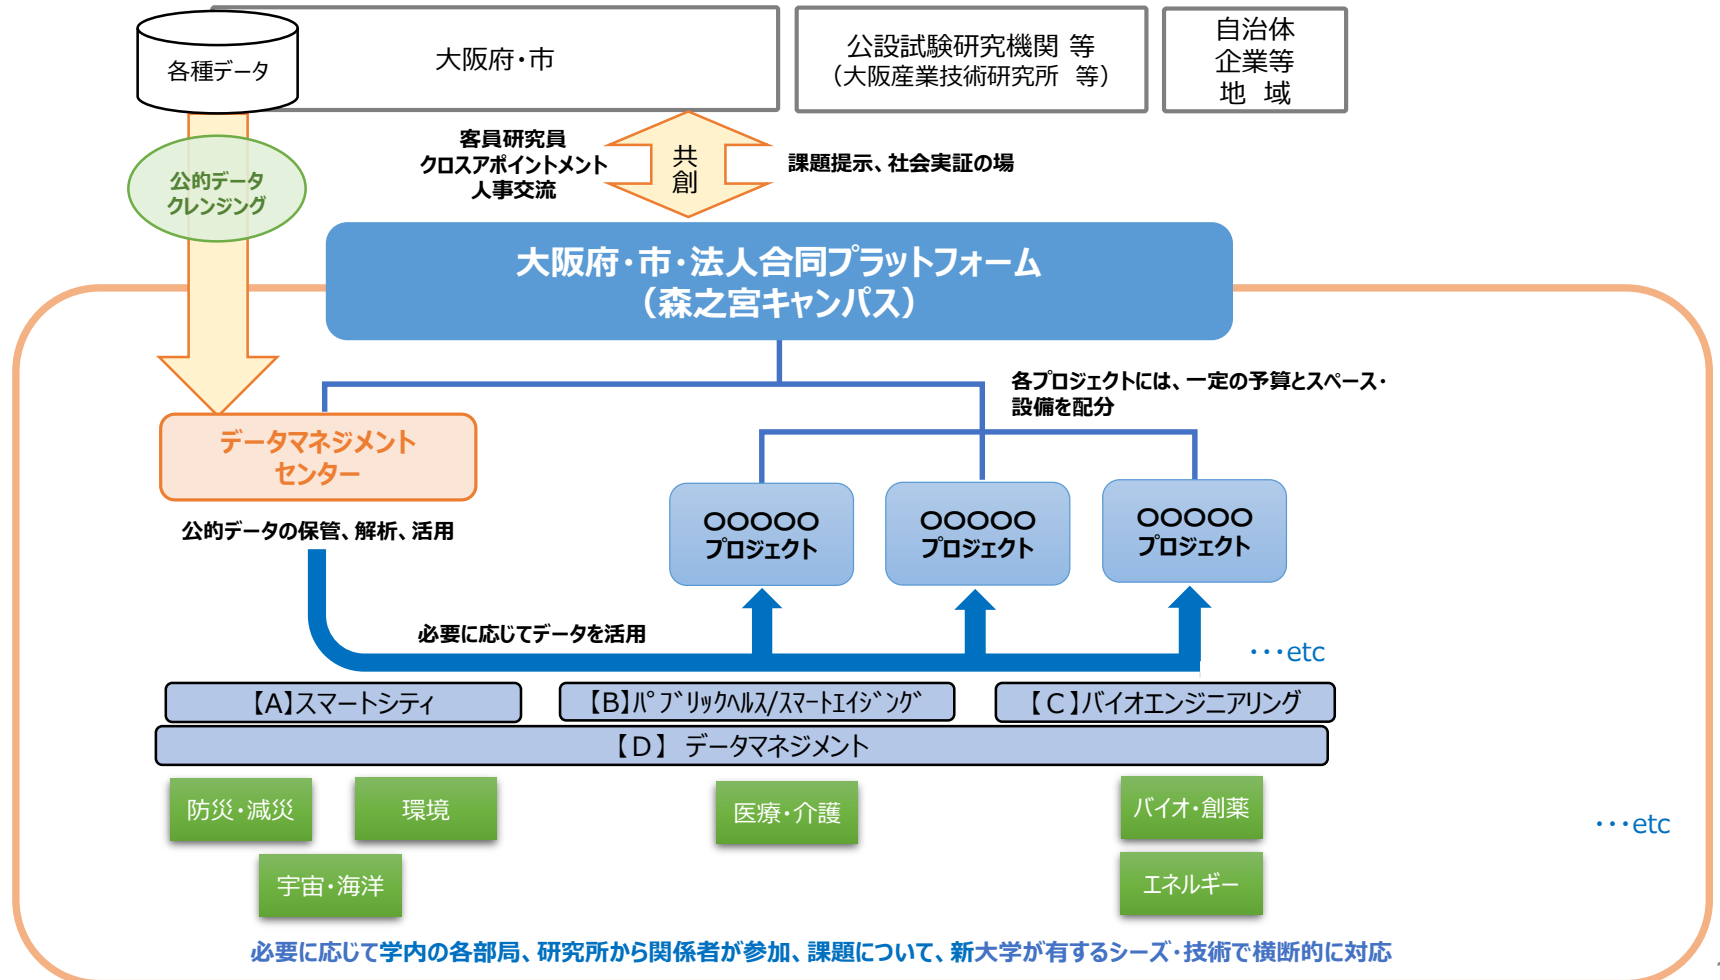 各種データ
大阪府・市
公設試験研究機関 等
（大阪産業技術研究所 等）
自治体
企業等
地 域
公的データ
クレンジング
客員研究員
クロスアポイントメント
人事交流
共
創
課題提示、社会実証の場
大阪府・市・法人合同プラットフォーム
（森之宮キャンパス）
各プロジェクトには、一定の予算とスペース・
設備を配分
データマネジメント
センター
公的データの保管、解析、活用
〇〇〇〇〇
プロジェクト
〇〇〇〇〇
プロジェクト
〇〇〇〇〇
プロジェクト
必要に応じてデータを活用
・・・etc
【A】スマートシティ
【B】ﾊﾟﾌﾞﾘｯｸﾍﾙｽ/ｽﾏｰﾄｴｲｼﾞﾝｸﾞ
【C】バイオエンジニアリング
【D】 データマネジメント
防災・減災
環境
医療・介護
バイオ・創薬
・・・etc
宇宙・海洋
エネルギー
必要に応じて学内の各部局、研究所から関係者が参加、課題について、新大学が有するシーズ・技術で横断的に対応